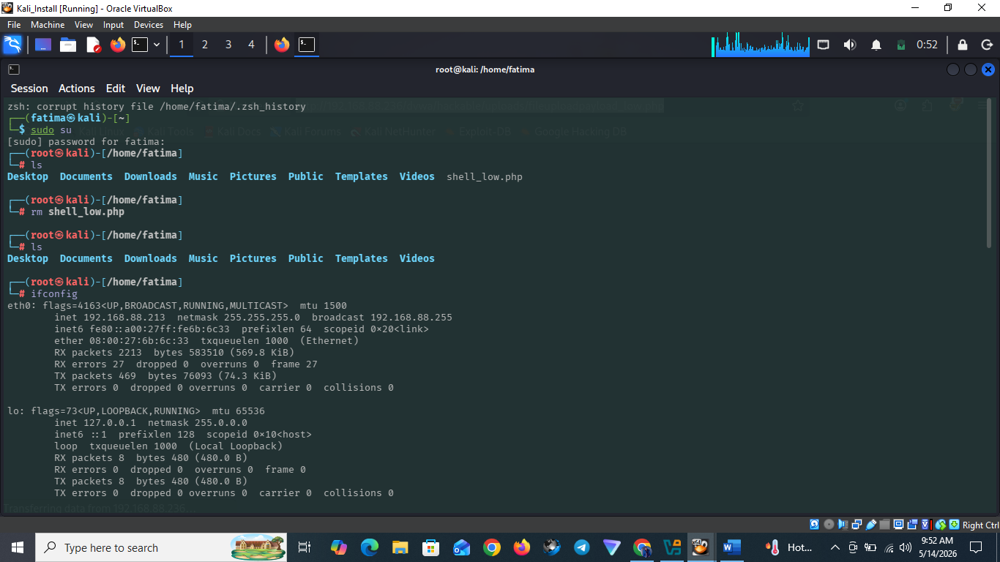 Kali_Install [Running] - Oracle VirtualBox
File Machine View Input Devices Help
1 2 3 4 0:52
root@kali: /home/fatima
Session Actions Edit View Help
zsh: corrupt history file /home/fatima/.zsh_history
┌──(fatima㉿kali)-[~]
└─$ sudo su
Kali Tools Kali Docs Kali Forums Kali NetHunter Exploit-DB Google Hacking DB
[sudo] password for fatima:
┌──(root㉿kali)-[/home/fatima]
└─# ls
Desktop Documents Downloads Music Pictures Public Templates Videos shell_low.php
┌──(root㉿kali)-[/home/fatima]
└─# rm shell_low.php
┌──(root㉿kali)-[/home/fatima]
└─# ls
Desktop Documents Downloads Music Pictures Public Templates Videos
┌──(root㉿kali)-[/home/fatima]
└─# ifconfig
eth0: flags=4163<UP,BROADCAST,RUNNING,MULTICAST> mtu 1500
inet 192.168.88.213 netmask 255.255.255.0 broadcast 192.168.88.255
inet6 fe80::a00:27ff:fe6b:6c33 prefixlen 64 scopeid 0×20<link>
ether 08:00:27:6b:6c:33 txqueuelen 1000 (Ethernet)
RX packets 2213 bytes 583510 (569.8 KiB)
RX errors 27 dropped 0 overruns 0 frame 27
TX packets 469 bytes 76093 (74.3 KiB)
TX errors 0 dropped 0 overruns 0 carrier 0 collisions 0
lo: flags=73<UP,LOOPBACK,RUNNING> mtu 65536
inet 127.0.0.1 netmask 255.0.0.0
inet6 ::1 prefixlen 128 scopeid 0×10<host>
loop txqueuelen 1000 (Local Loopback)
RX packets 8 bytes 480 (480.0 B)
RX errors 0 dropped 0 overruns 0 frame 0
TX packets 8 bytes 480 (480.0 B)
TX errors 0 dropped 0 overruns 0 carrier 0 collisions 0
Transferring data from 192.168.88.236...
Right Ctrl
Type here to search
Hot...
9:52 AM
5/14/2026